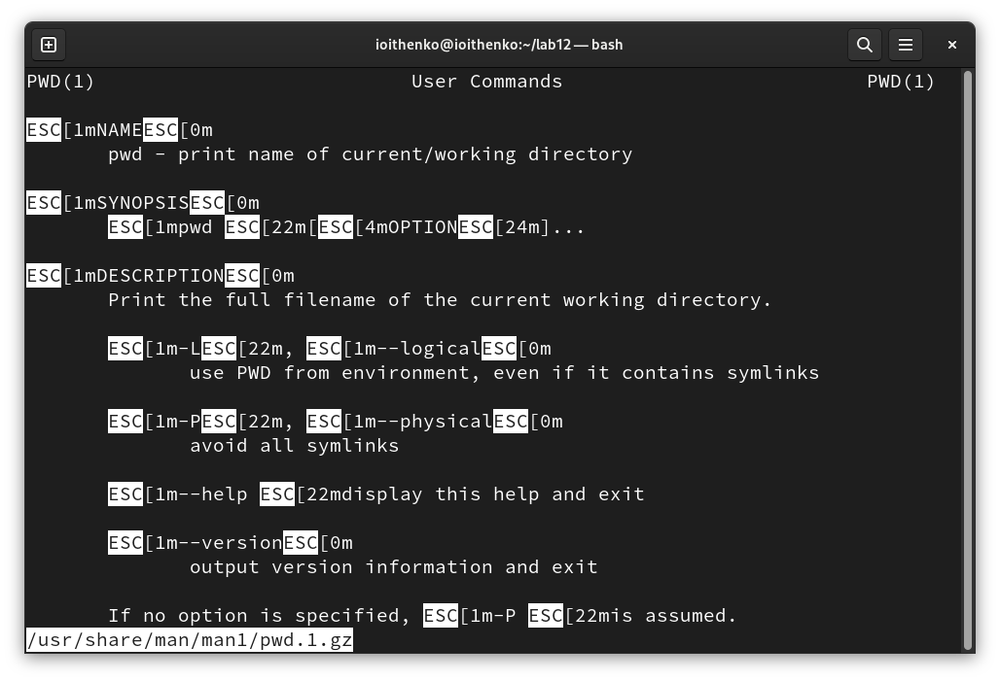 ioithenko@ioithenko:~/lab12 — bash
PWD(1) User Commands PWD(1)
ESC[1mNAMEESC[0m
pwd - print name of current/working directory
ESC[1mSYNOPSISESC[0m
ESC[1mpwd ESC[22m[ESC[4mOPTIONESC[24m]...
ESC[1mDESCRIPTIONESC[0m
Print the full filename of the current working directory.
ESC[1m-LESC[22m, ESC[1m--logicalESC[0m
use PWD from environment, even if it contains symlinks
ESC[1m-PESC[22m, ESC[1m--physicalESC[0m
avoid all symlinks
ESC[1m--help ESC[22mdisplay this help and exit
ESC[1m--versionESC[0m
output version information and exit
If no option is specified, ESC[1m-P ESC[22mis assumed.
/usr/share/man/man1/pwd.1.gz